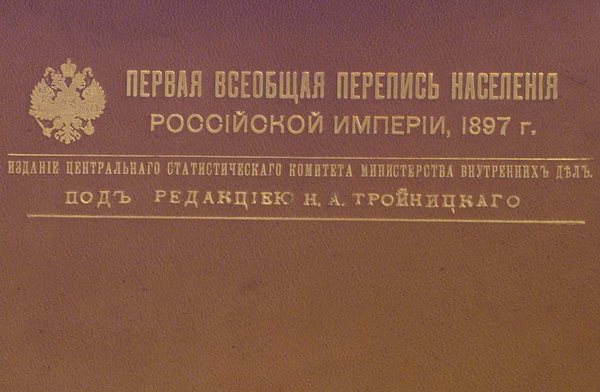 ПЕРВАЯ ВСЕОБЩАЯ ПЕРЕПИСЬ НАСЕЛЕНІЯ
РОССІЙСКОЙ ИМПЕРІИ, 1897 г.
ИЗДАНІЕ ЦЕНТРАЛЬНАГО СТАТИСТИЧЕСКАГО КОМИТЕТА МИНИСТЕРСТВА ВНУТРЕННИХЪ ДѢЛЪ.
ПОДЪ РЕДАКЦІЕЮ Н. А. ТРОЙНИЦКАГО